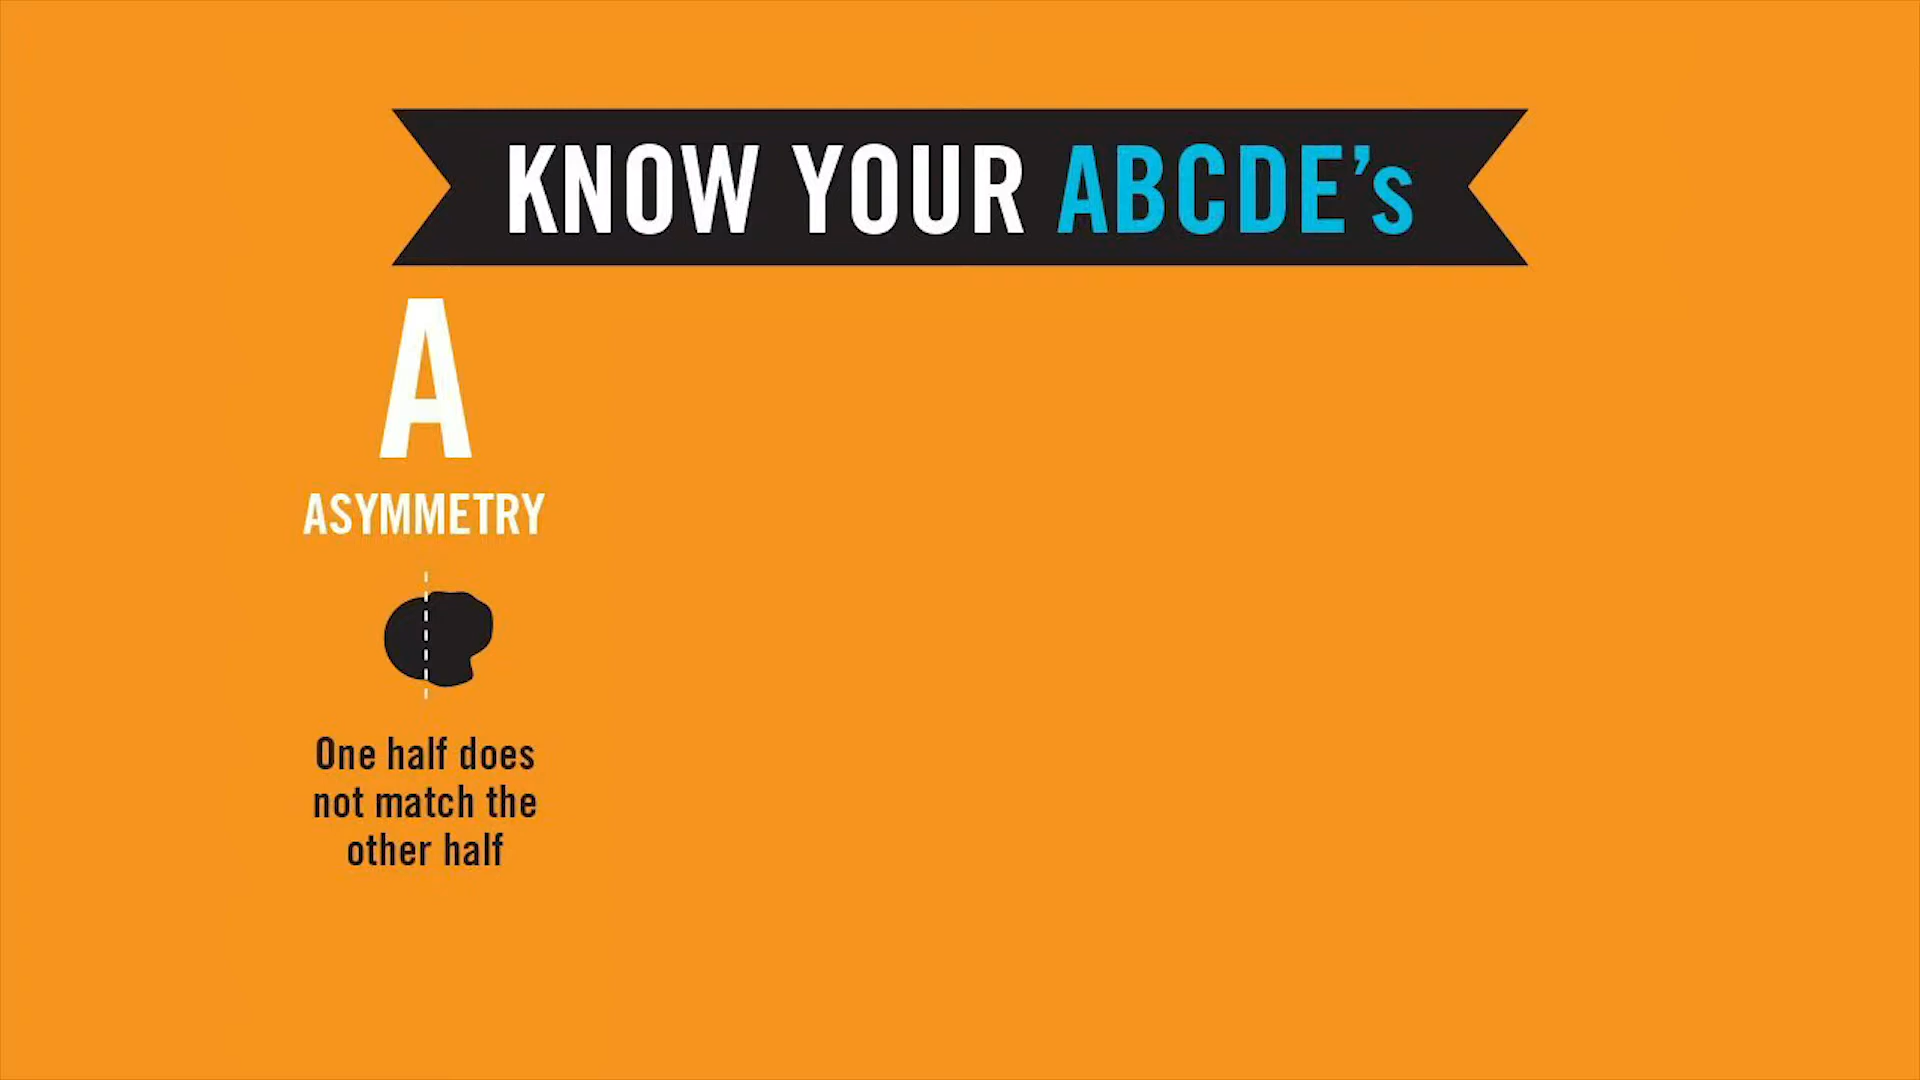 KNOW YOUR ABCDE's
A
ASYMMETRY
One half does
not match the
other half